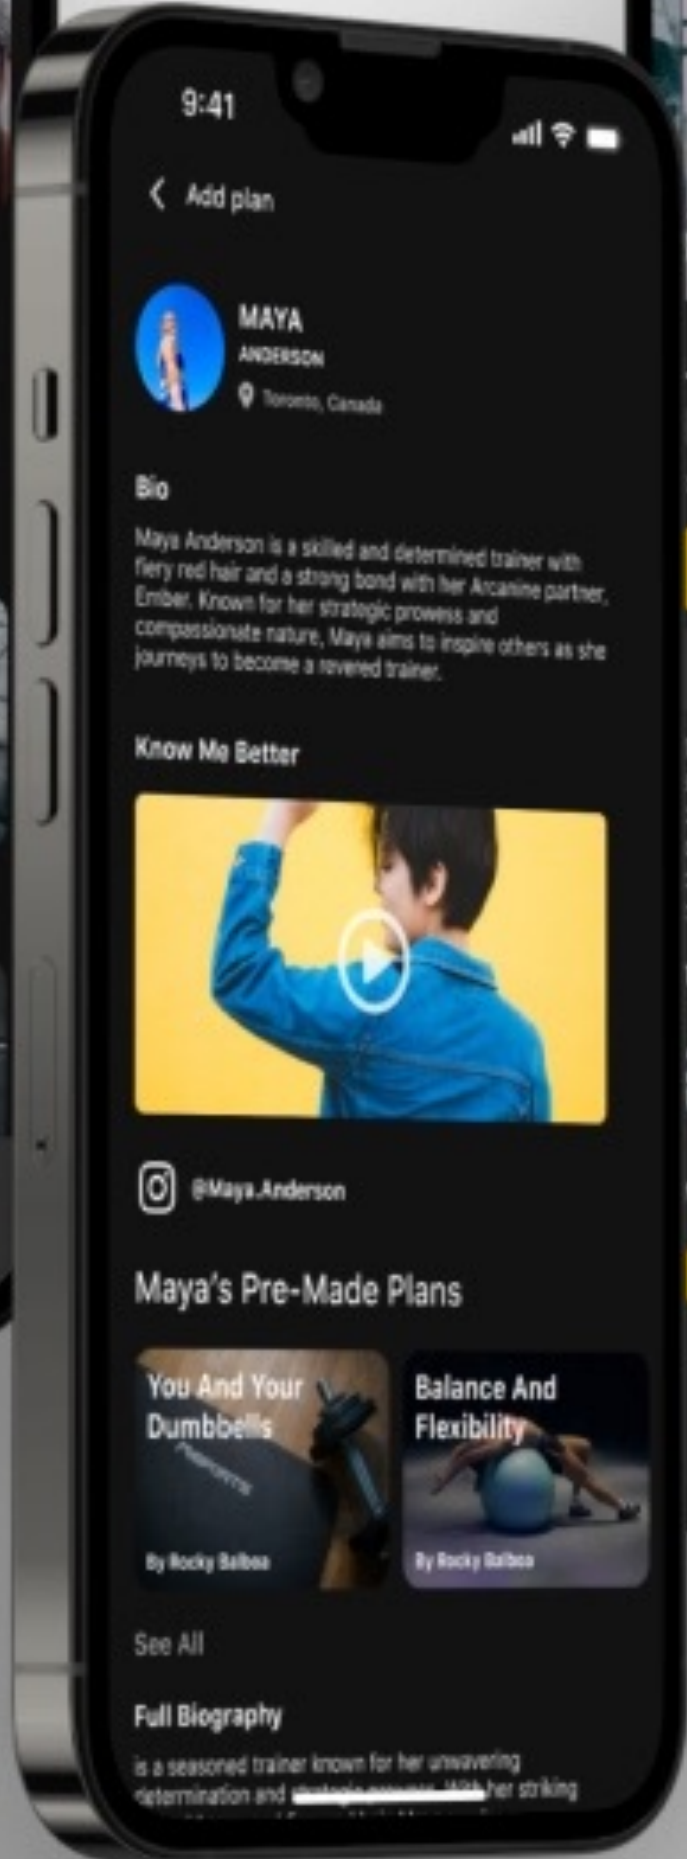 9:41
Add plan
MAYA
ANDERSON
Toronto, Canada
Bio
Maya Anderson is a skilled and determined trainer with
fiery red hair and a strong bond with her Arcanine partner,
Ember. Known for her strategic prowess and
compassionate nature, Maya aims to inspire others as she
journeys to become a revered trainer.
Know Me Better
@Maya.Anderson
Maya's Pre-Made Plans
You And Your
Dumbbells
By Rocky Balboa
Balance And
Flexibility
By Rocky Balboa
See All
Full Biography
is a seasoned trainer known for her unwavering
determination and strategic prowess. With her striking